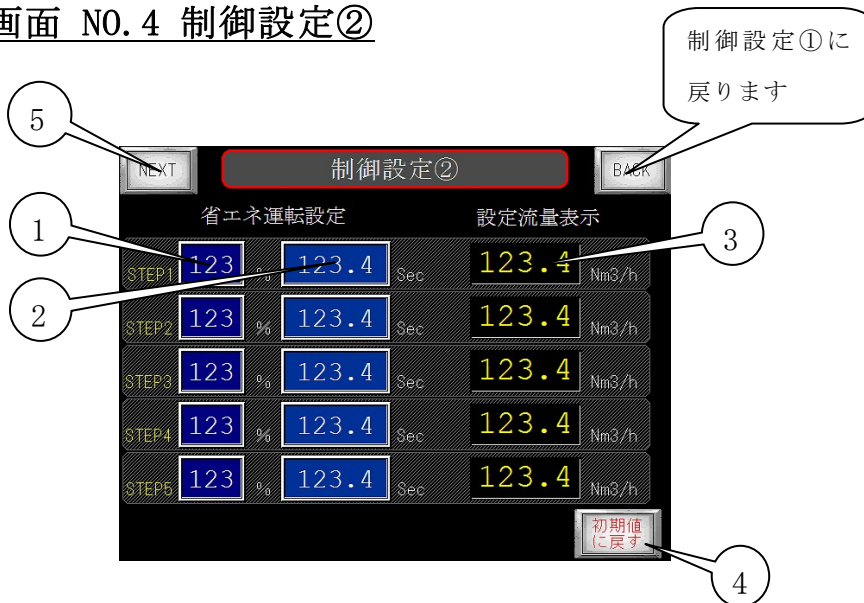 画面 NO.4 制御設定②
制御設定①に
戻ります
5
NEXT
制御設定②
BACK
省エネ運転設定
設定流量表示
1
2
3
STEP1 123 % 123.4 Sec 123.4 Nm3/h
STEP2 123 % 123.4 Sec 123.4 Nm3/h
STEP3 123 % 123.4 Sec 123.4 Nm3/h
STEP4 123 % 123.4 Sec 123.4 Nm3/h
STEP5 123 % 123.4 Sec 123.4 Nm3/h
初期値
に戻す
4